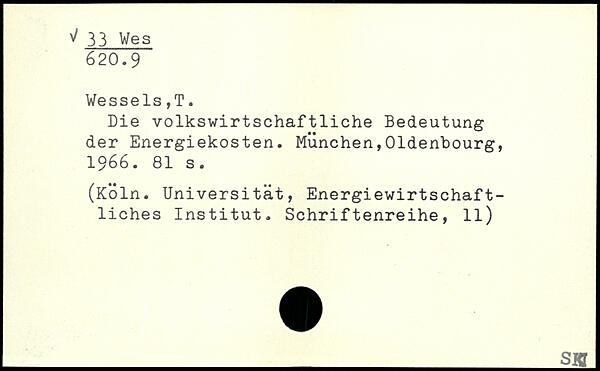 √ 33 Wes
620.9
Wessels,T.
Die volkswirtschaftliche Bedeutung
der Energiekosten. München,Oldenbourg,
1966. 81 s.
(Köln. Universität, Energiewirtschaft-
liches Institut. Schriftenreihe, 11)